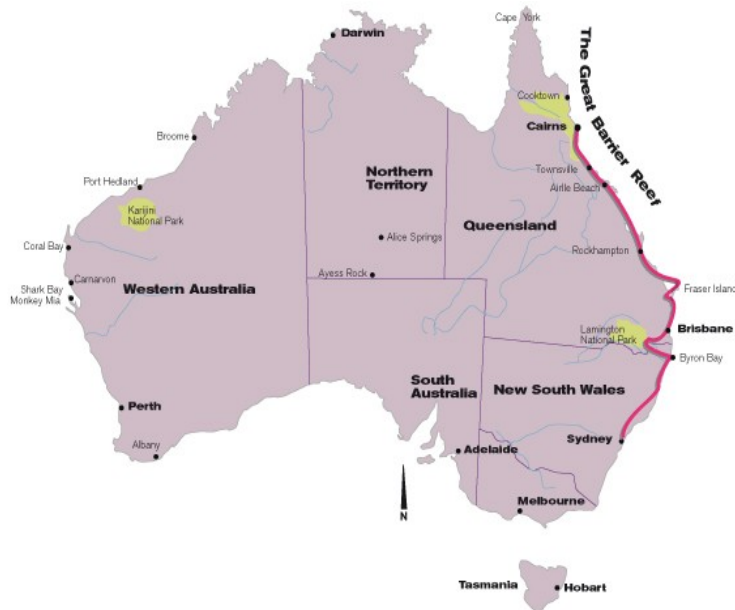 Cape York
Darwin
The Great Barrier Reef
Cooktown
Cairns
Broome
Townsville
Northern
Territory
Port Hedland
Airlle Beach
Karijini
National Park
Queensland
Alice Springs
Coral Bay
Rockhampton
Ayess Rock
Carnarvon
Shark Bay
Western Australia
Fraser Island
Monkey Mia
Lamington
National Park
Brisbane
Byron Bay
South
Australia
New South Wales
Perth
Sydney
Albany
Adelaide
Melbourne
N
Tasmania
Hobart